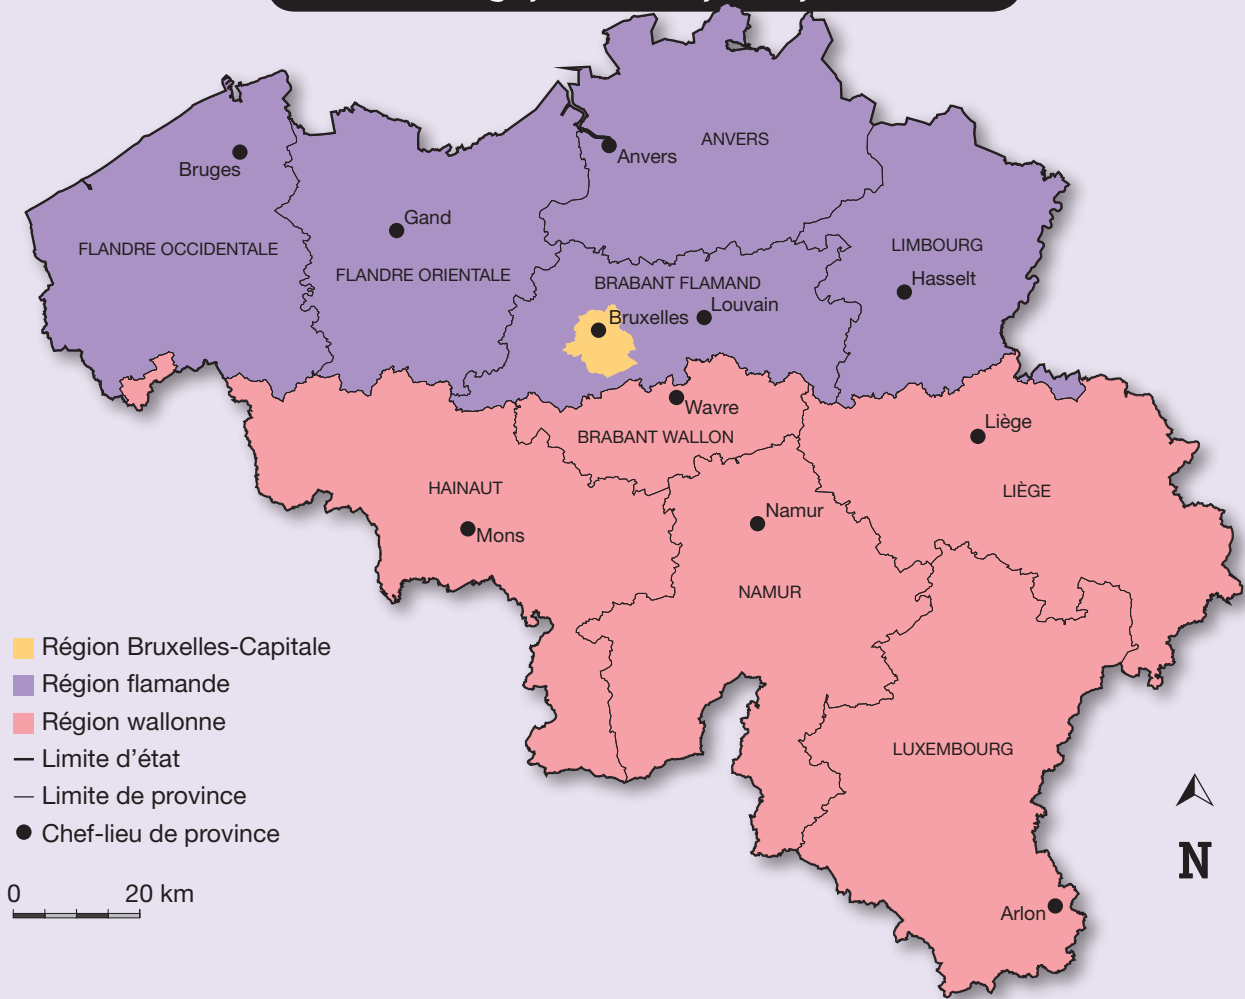 ANVERS
Anvers
Bruges
Gand
FLANDRE OCCIDENTALE
FLANDRE ORIENTALE
LIMBOURG
Hasselt
BRABANT FLAMAND
Louvain
Bruxelles
Wavre
BRABANT WALLON
Liège
LIÈGE
HAINAUT
Mons
Namur
NAMUR
LUXEMBOURG
Arlon
Région Bruxelles-Capitale
Région flamande
Région wallonne
Limite d’état
Limite de province
Chef-lieu de province
0 20 km
N